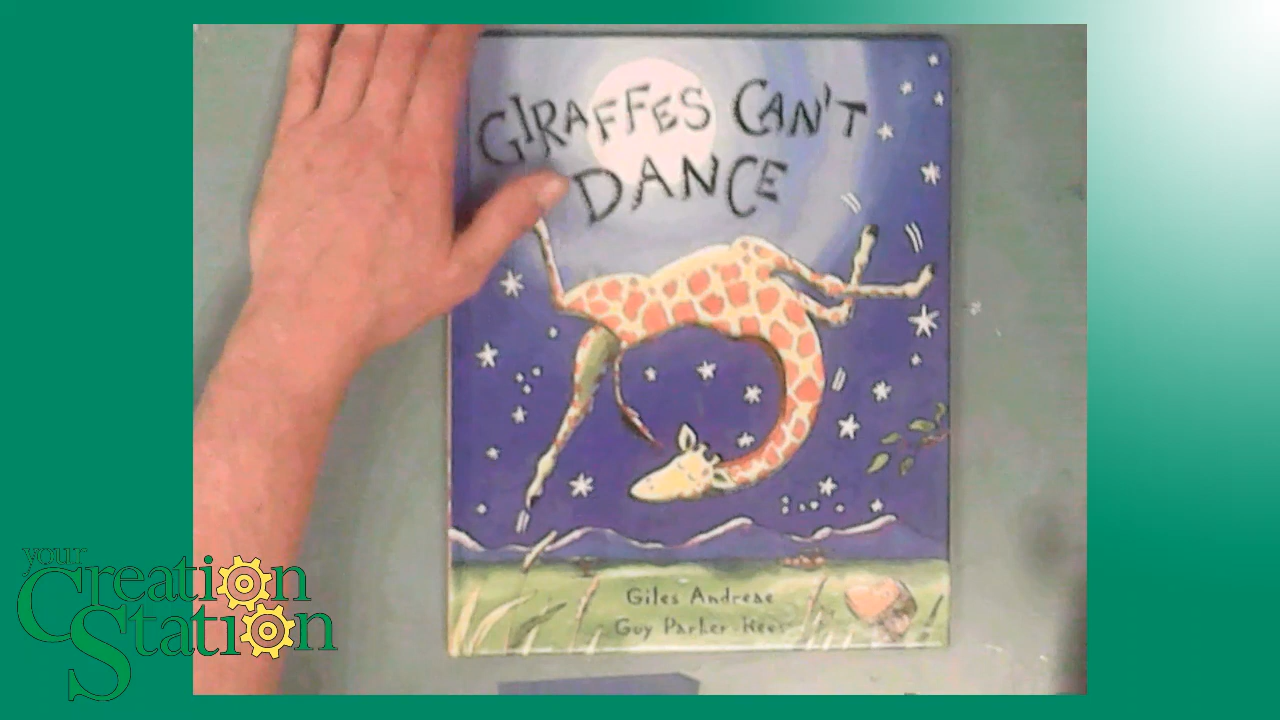 GIRAFFES CAN'T
DANCE
Giles Andreae
Guy Parker-Rees
your
Creation
Station